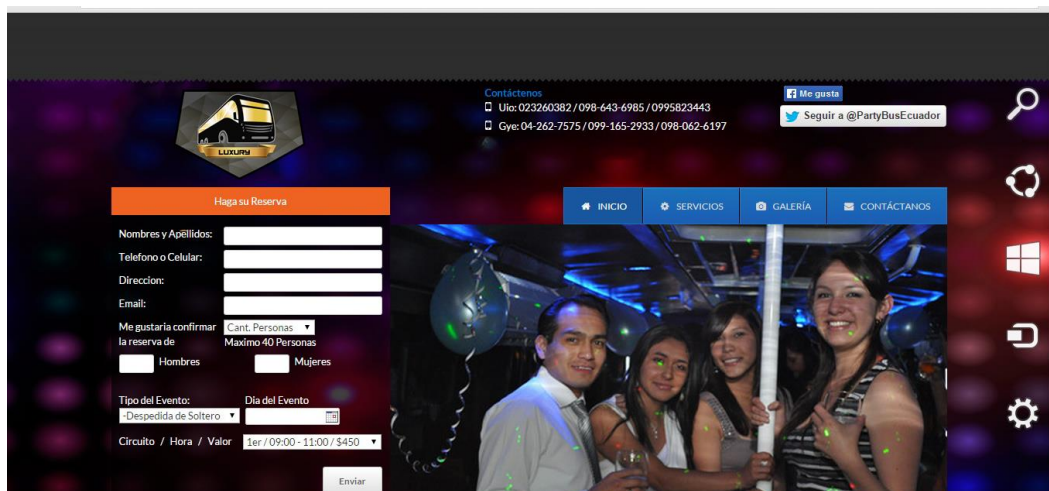 LUXURY
Contáctenos
Uio: 023260382 / 098-643-6985 / 0995823443
Gye: 04-262-7575 / 099-165-2933 / 098-062-6197
Me gusta
Seguir a @PartyBusEcuador
Haga su Reserva
INICIO SERVICIOS GALERÍA CONTÁCTANOS
Nombres y Apellidos:
Telefono o Celular:
Direccion:
Email:
Me gustaria confirmar Cant. Personas
la reserva de Maximo 40 Personas
Hombres Mujeres
Tipo del Evento: Dia del Evento
-Despedida de Soltero
Circuito / Hora / Valor 1er / 09:00 - 11:00 / $450
Enviar